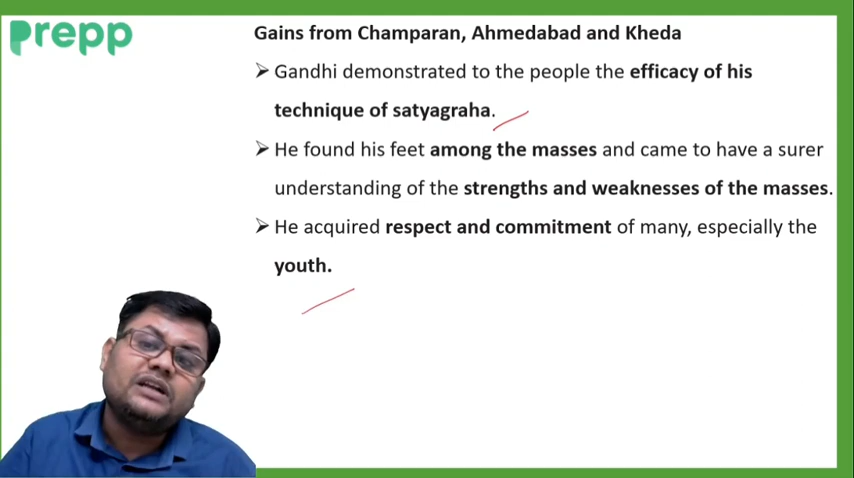 Prepp
Gains from Champaran, Ahmedabad and Kheda
➢ Gandhi demonstrated to the people the efficacy of his
technique of satyagraha.
➢ He found his feet among the masses and came to have a surer
understanding of the strengths and weaknesses of the masses.
➢ He acquired respect and commitment of many, especially the
youth.